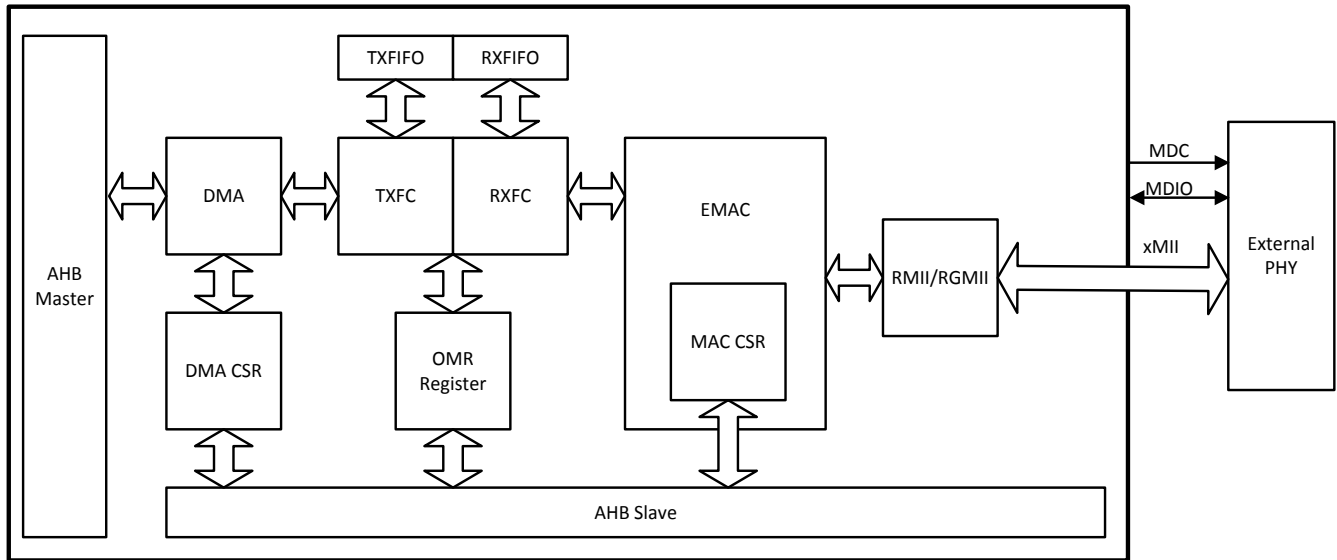 TXFIFO
RXFIFO
MDC
DMA
TXFC
RXFC
MDIO
EMAC
xMII
External
PHY
AHB
Master
RMII/RGMII
DMA CSR
OMR
Register
MAC CSR
AHB Slave